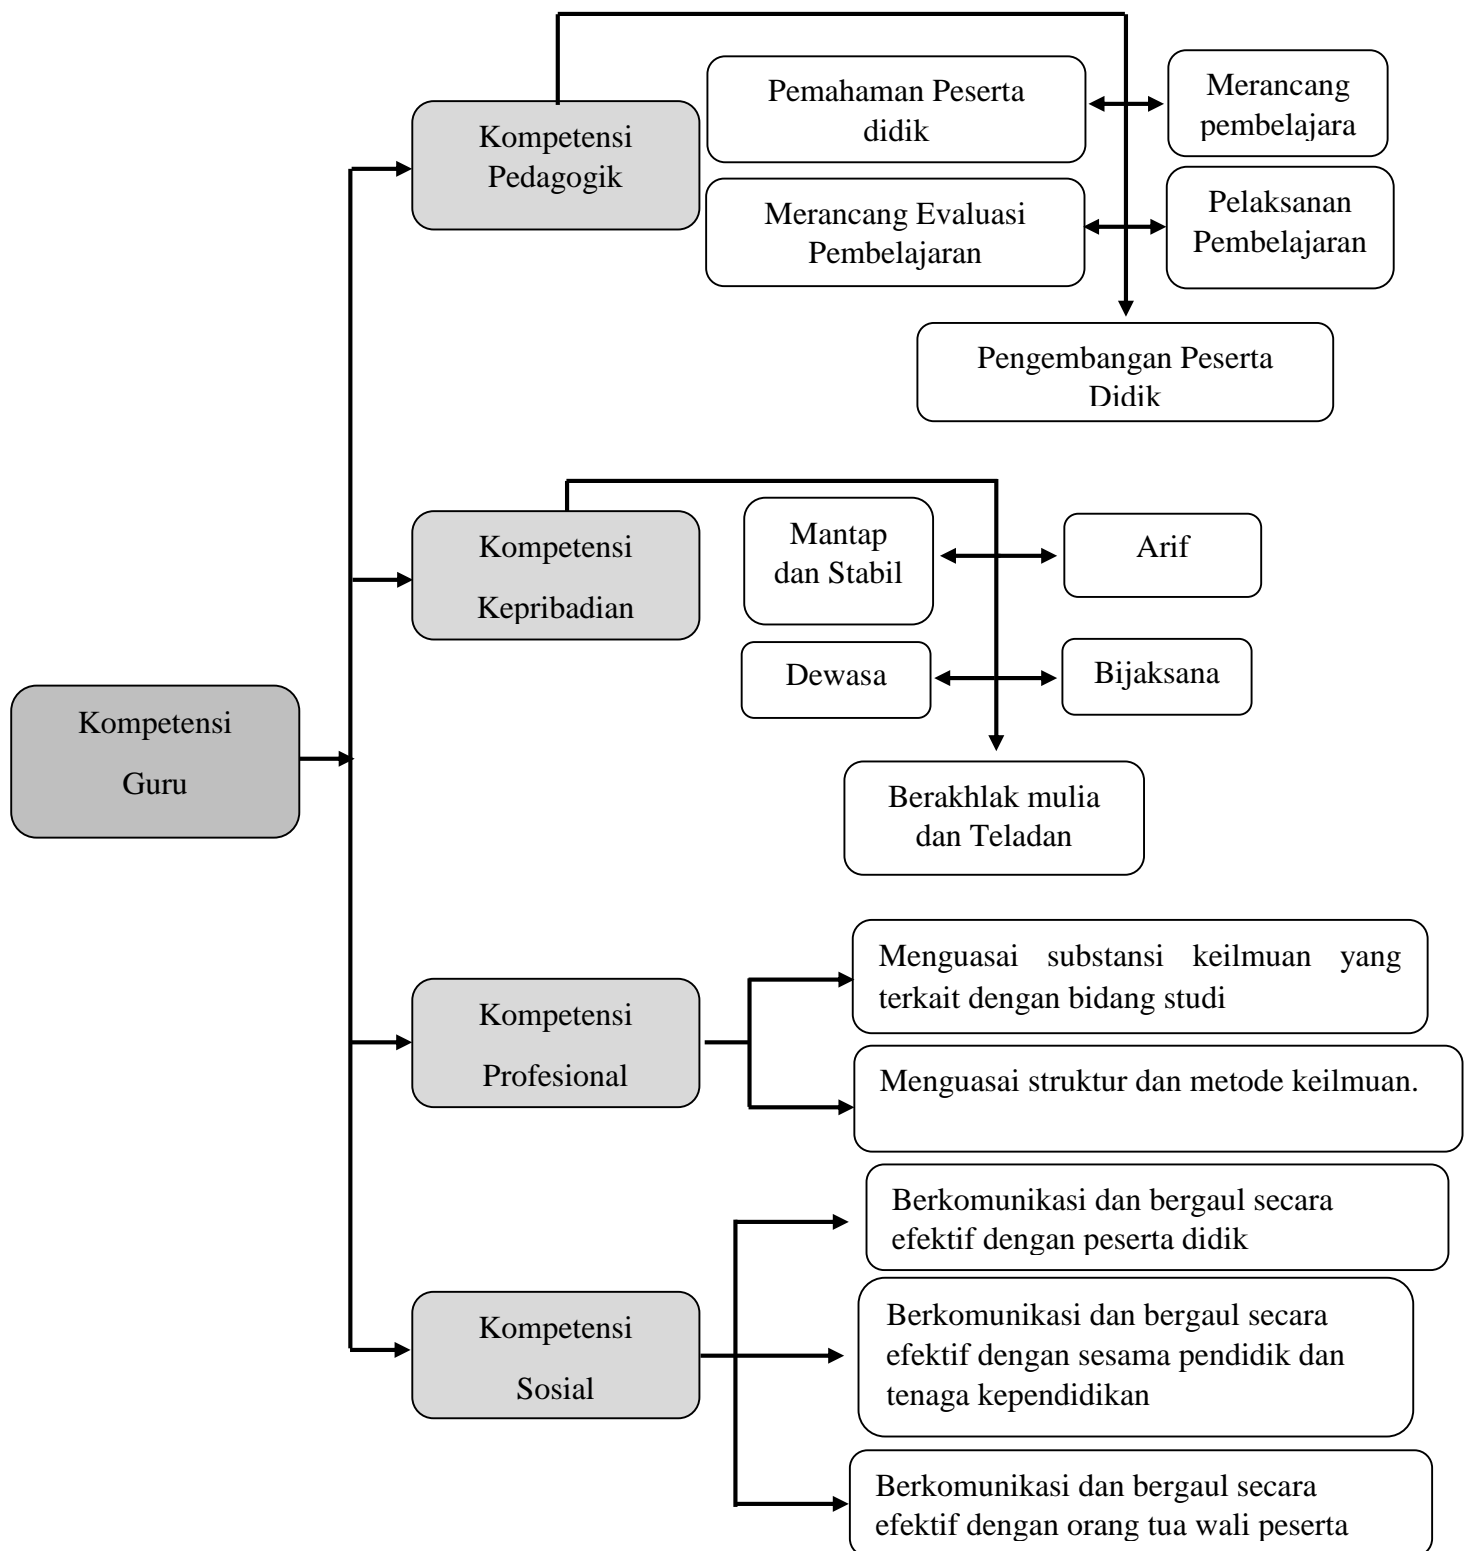 Kompetensi
Pedagogik
Pemahaman Peserta
didik
Merancang
pembelajara
Merancang Evaluasi
Pembelajaran
Pelaksanan
Pembelajaran
Pengembangan Peserta
Didik
Kompetensi
Kepribadian
Mantap
dan Stabil
Arif
Dewasa
Bijaksana
Berakhlak mulia
dan Teladan
Kompetensi
Guru
Kompetensi
Profesional
Menguasai substansi keilmuan yang
terkait dengan bidang studi
Menguasai struktur dan metode keilmuan.
Kompetensi
Sosial
Berkomunikasi dan bergaul secara
efektif dengan peserta didik
Berkomunikasi dan bergaul secara
efektif dengan sesama pendidik dan
tenaga kependidikan
Berkomunikasi dan bergaul secara
efektif dengan orang tua wali peserta